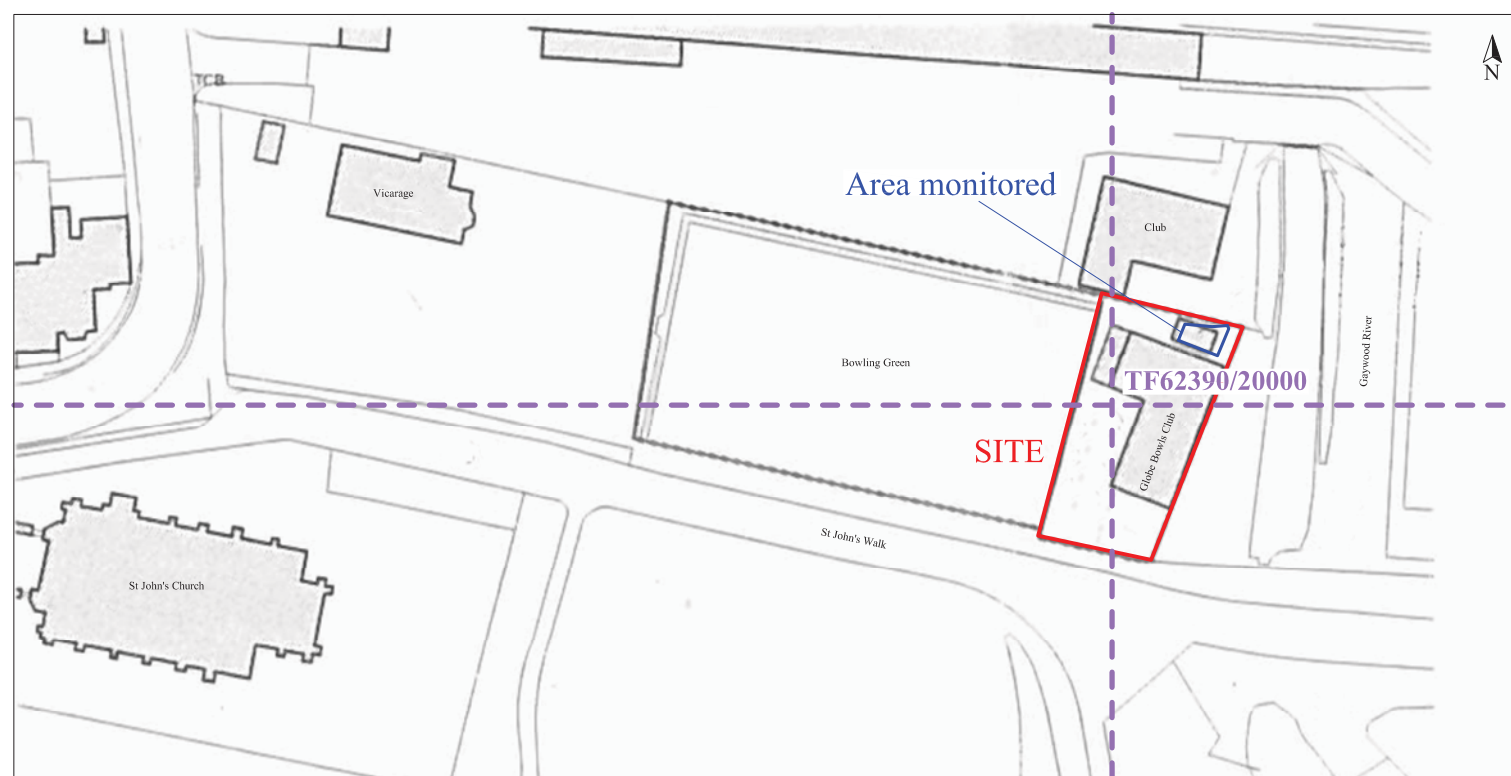 N
TCB
Vicarage
Area monitored
Club
Gaywood River
Bowling Green
TF62390/20000
SITE
Globe Bowls Club
St John's Walk
St John's Church